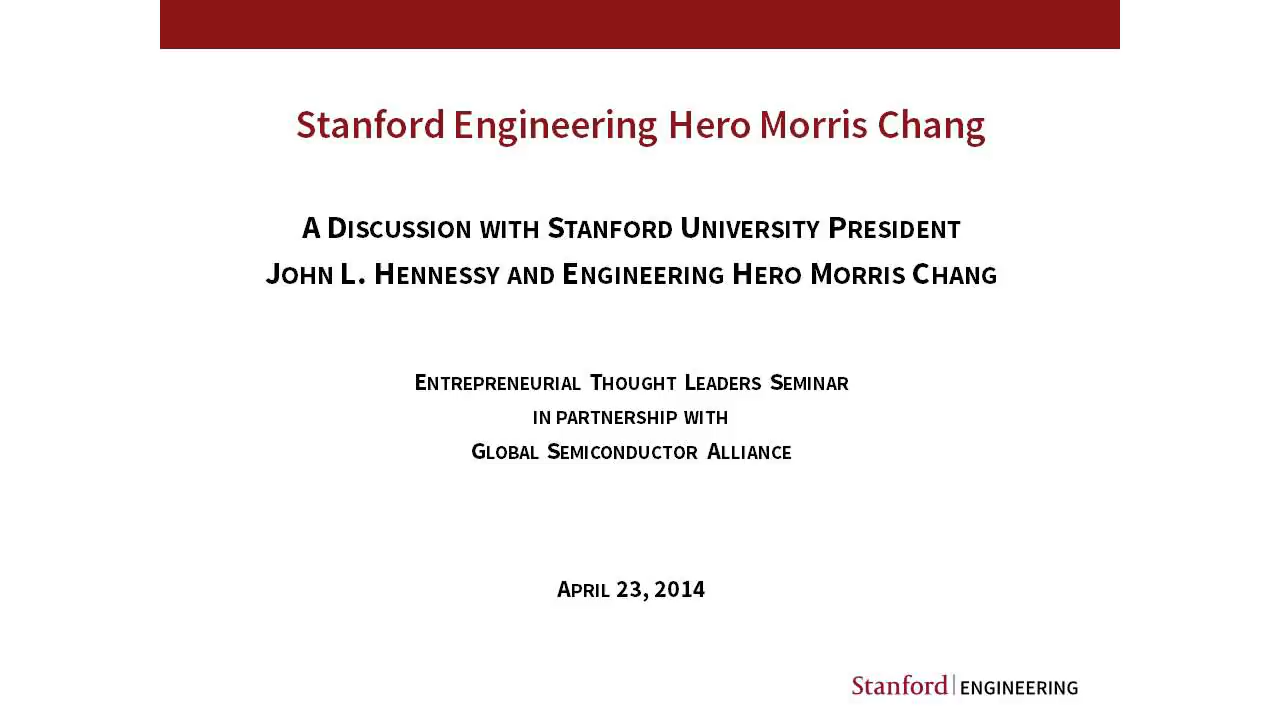 Stanford Engineering Hero Morris Chang
A Discussion with Stanford University President
John L. Hennessy and Engineering Hero Morris Chang
Entrepreneurial Thought Leaders Seminar
in partnership with
Global Semiconductor Alliance
April 23, 2014
Stanford | ENGINEERING